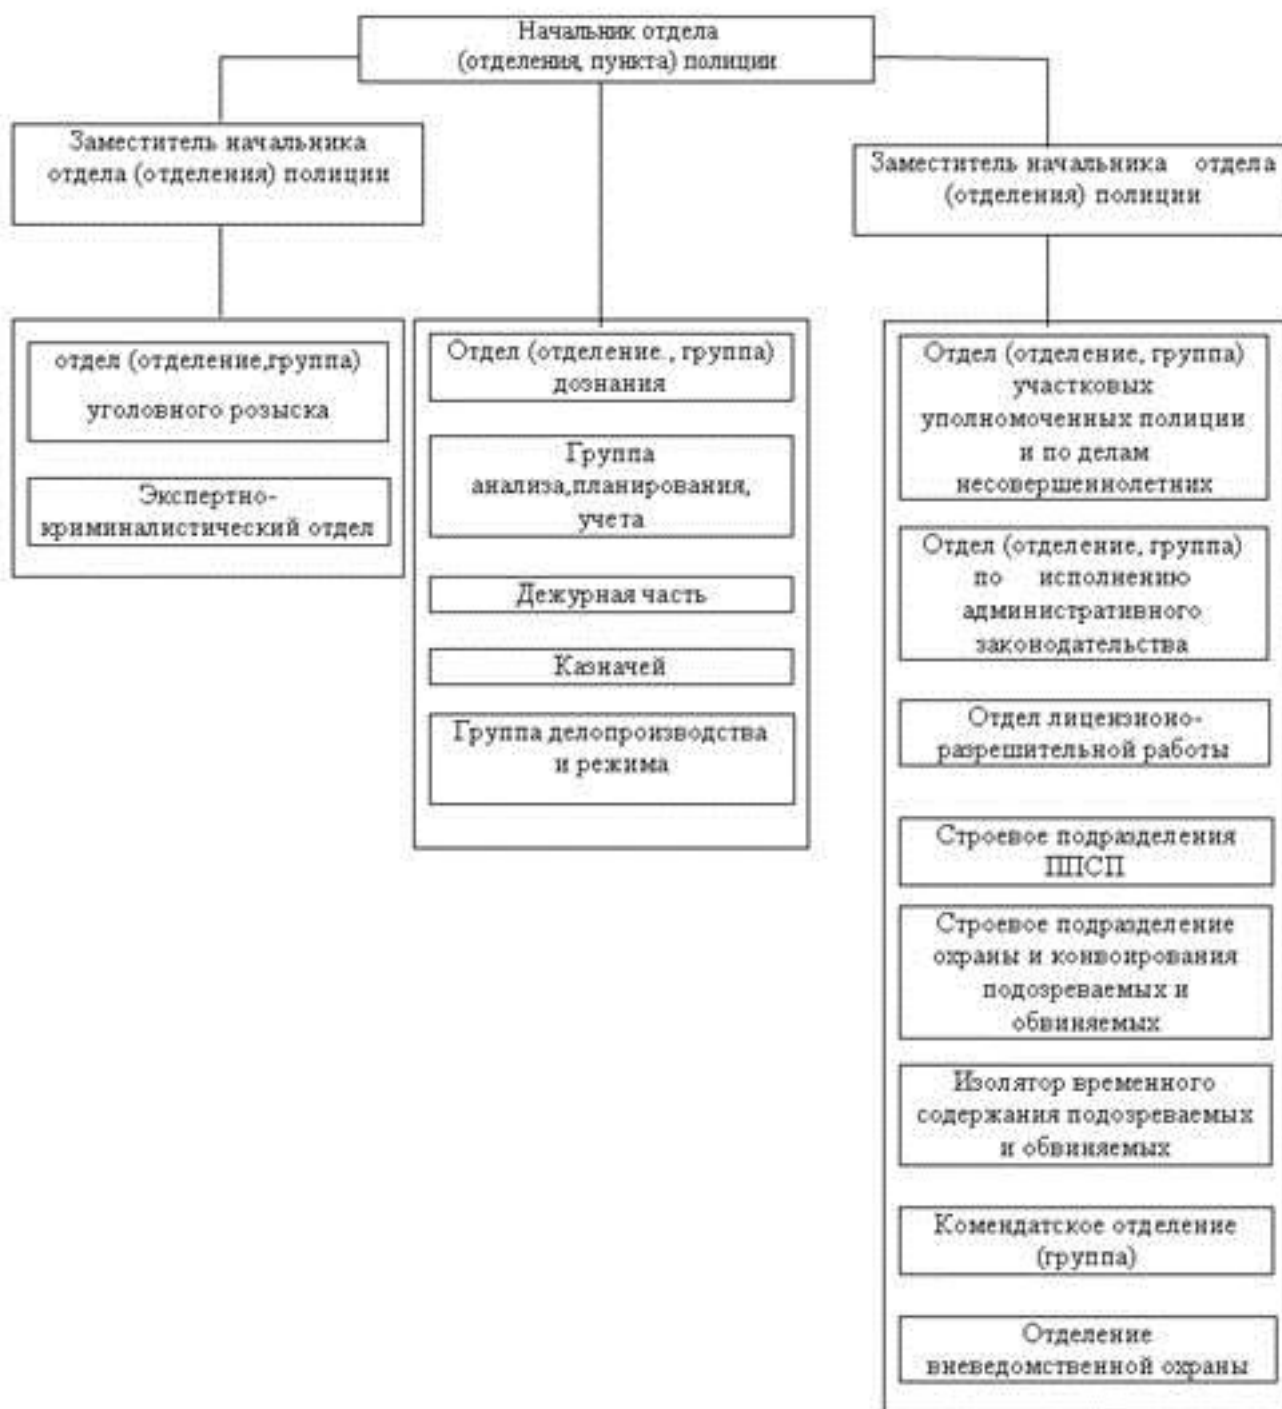 Начальник отдела
(отделения, пункта) полиции
Заместитель начальника
отдела (отделения) полиции
Заместитель начальника отдела
(отделения) полиции
отдел (отделение,группа)
уголовного розыска
Экспертно-
криминалистический отдел
Отдел (отделение., группа)
дознания
Группа
анализа,планирования,
учета
Дежурная часть
Казначей
Группа делопроизводства
и режима
Отдел (отделение, группа)
участковых
уполномоченных полиции
и по делам
несовершеннолетних
Отдел (отделение, группа)
по исполнению
административного
законодательства
Отдел лицензионо-
разрешительной работы
Строевое подразделения
ППСП
Строевое подразделение
охраны и конвоирования
подозреваемых и
обвиняемых
Изолятор временного
содержания подозреваемых
и обвиняемых
Комендатское отделение
(группа)
Отделение
вневедомственной охраны